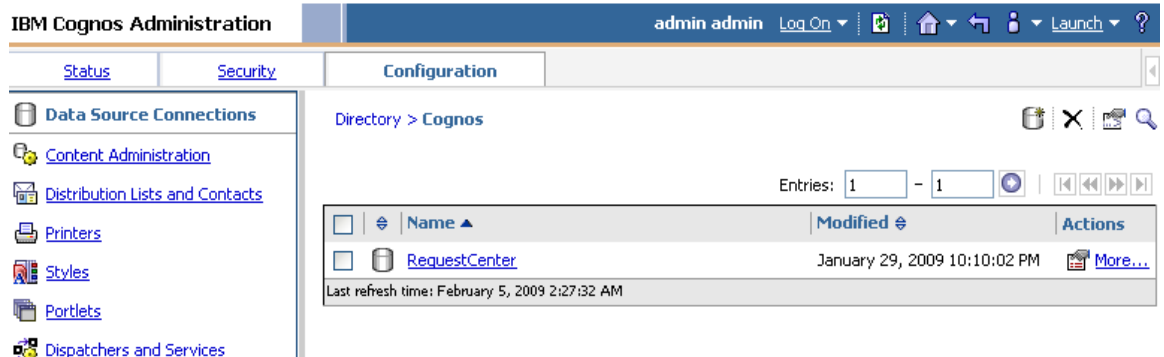 IBM Cognos Administration
admin admin Log On Launch ?
Status Security Configuration
Data Source Connections
Content Administration
Distribution Lists and Contacts
Printers
Styles
Portlets
Dispatchers and Services
Directory > Cognos
Entries: 1 - 1
Name Modified Actions
RequestCenter January 29, 2009 10:10:02 PM More...
Last refresh time: February 5, 2009 2:27:32 AM